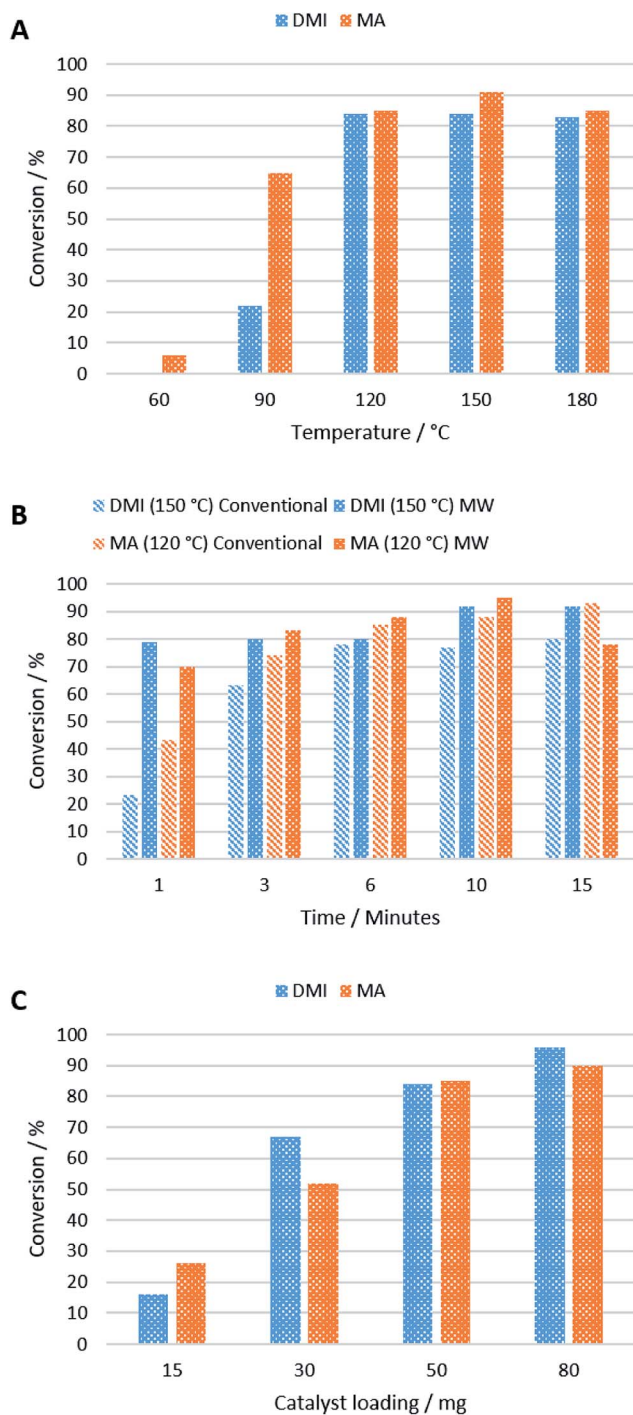 A
DMI MA
100
90
80
70
60
50
40
30
20
10
0
Conversion / %
60 90 120 150 180
Temperature / °C
B
DMI (150 °C) Conventional DMI (150 °C) MW
MA (120 °C) Conventional MA (120 °C) MW
100
90
80
70
60
50
40
30
20
10
0
Conversion / %
1 3 6 10 15
Time / Minutes
C
DMI MA
100
90
80
70
60
50
40
30
20
10
0
Conversion / %
15 30 50 80
Catalyst loading / mg